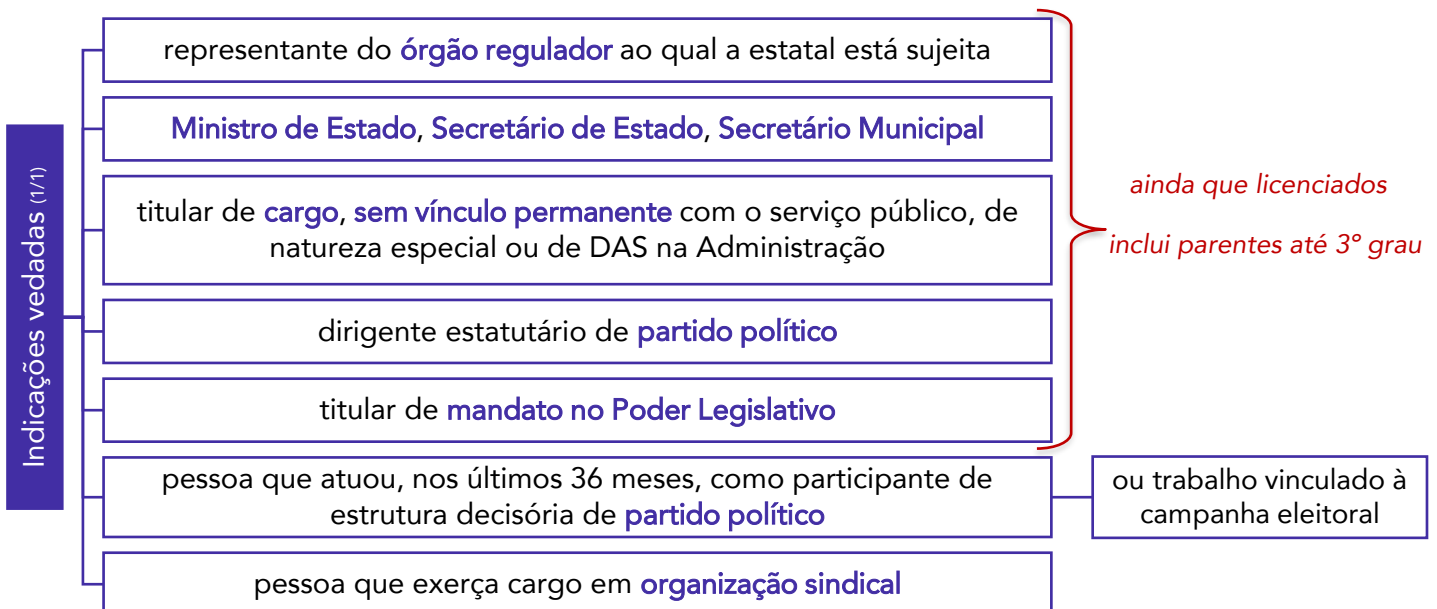 Indicações vedadas (1/1)
representante do órgão regulador ao qual a estatal está sujeita
Ministro de Estado, Secretário de Estado, Secretário Municipal
titular de cargo, sem vínculo permanente com o serviço público, de
natureza especial ou de DAS na Administração
dirigente estatutário de partido político
titular de mandato no Poder Legislativo
ainda que licenciados
inclui parentes até 3º grau
pessoa que atuou, nos últimos 36 meses, como participante de
estrutura decisória de partido político
ou trabalho vinculado à
campanha eleitoral
pessoa que exerça cargo em organização sindical